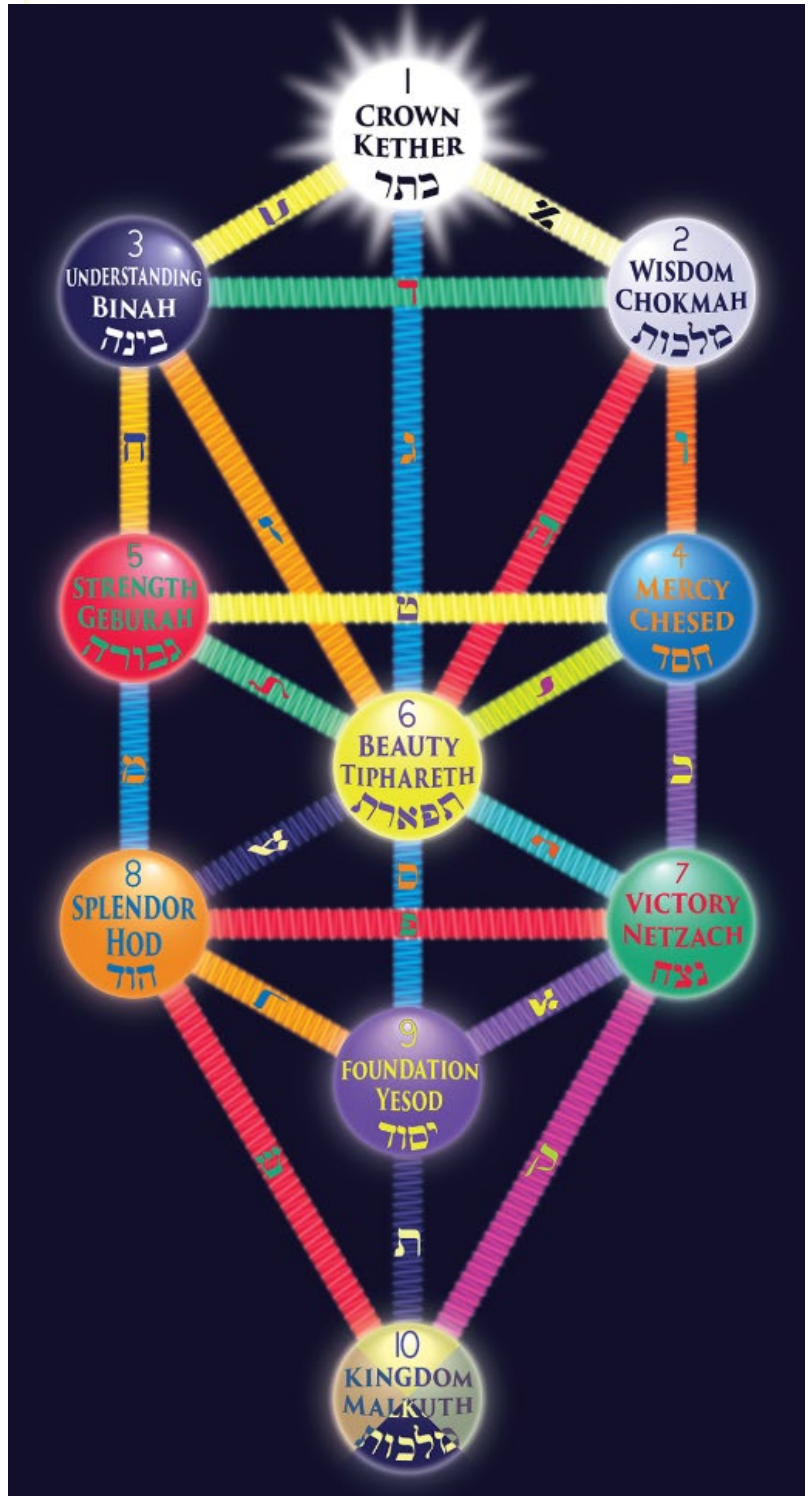 1
CROWN
KETHER
כתר
א
3
UNDERSTANDING
BINAH
בינה
ד
2
WISDOM
CHOKMAH
מלכות
ח
ג
ו
ז
ה
5
STRENGTH
GEBURAH
גבורה
ט
4
MERCY
CHESED
חסד
י
6
BEAUTY
TIPHARETH
תפארת
מ
8
SPLENDOR
HOD
הוד
ס
פ
7
VICTORY
NETZACH
נצח
ר
9
FOUNDATION
YESOD
יסוד
ש
ק
ת
10
KINGDOM
MALKUTH
מלכות